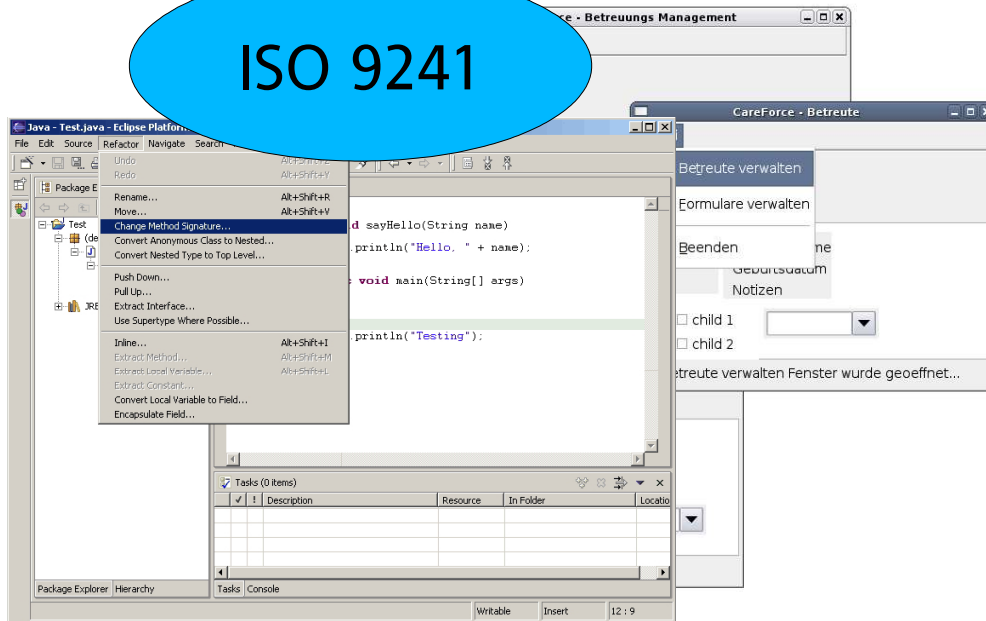 ISO 9241
Betreuungs Management
CareForce - Betreute
Betreute verwalten
Formulare verwalten
Beenden
Geburtsdatum
Notizen
child 1
child 2
verwalten Fenster wurde geoeffnet...
Java - Test.java - Eclipse Platform
File Edit Source Refactor Navigate Search
Undo Alt+Shift+Z
Redo Alt+Shift+Y
Rename... Alt+Shift+R
Move... Alt+Shift+V
Change Method Signature...
Convert Anonymous Class to Nested...
Convert Nested Type to Top Level...
Push Down...
Pull Up...
Extract Interface...
Use Supertype Where Possible...
Inline... Alt+Shift+I
Extract Method... Alt+Shift+M
Extract Local Variable... Alt+Shift+L
Extract Constant...
Convert Local Variable to Field...
Encapsulate Field...
Package E
Test
(de
J
JRE
d sayHello(String name)
.println("Hello, " + name);
void main(String[] args)
.println("Testing");
Tasks (0 items)
✓ ! Description Resource In Folder Locatio
Package Explorer Hierarchy
Tasks Console
Writable Insert 12 : 9